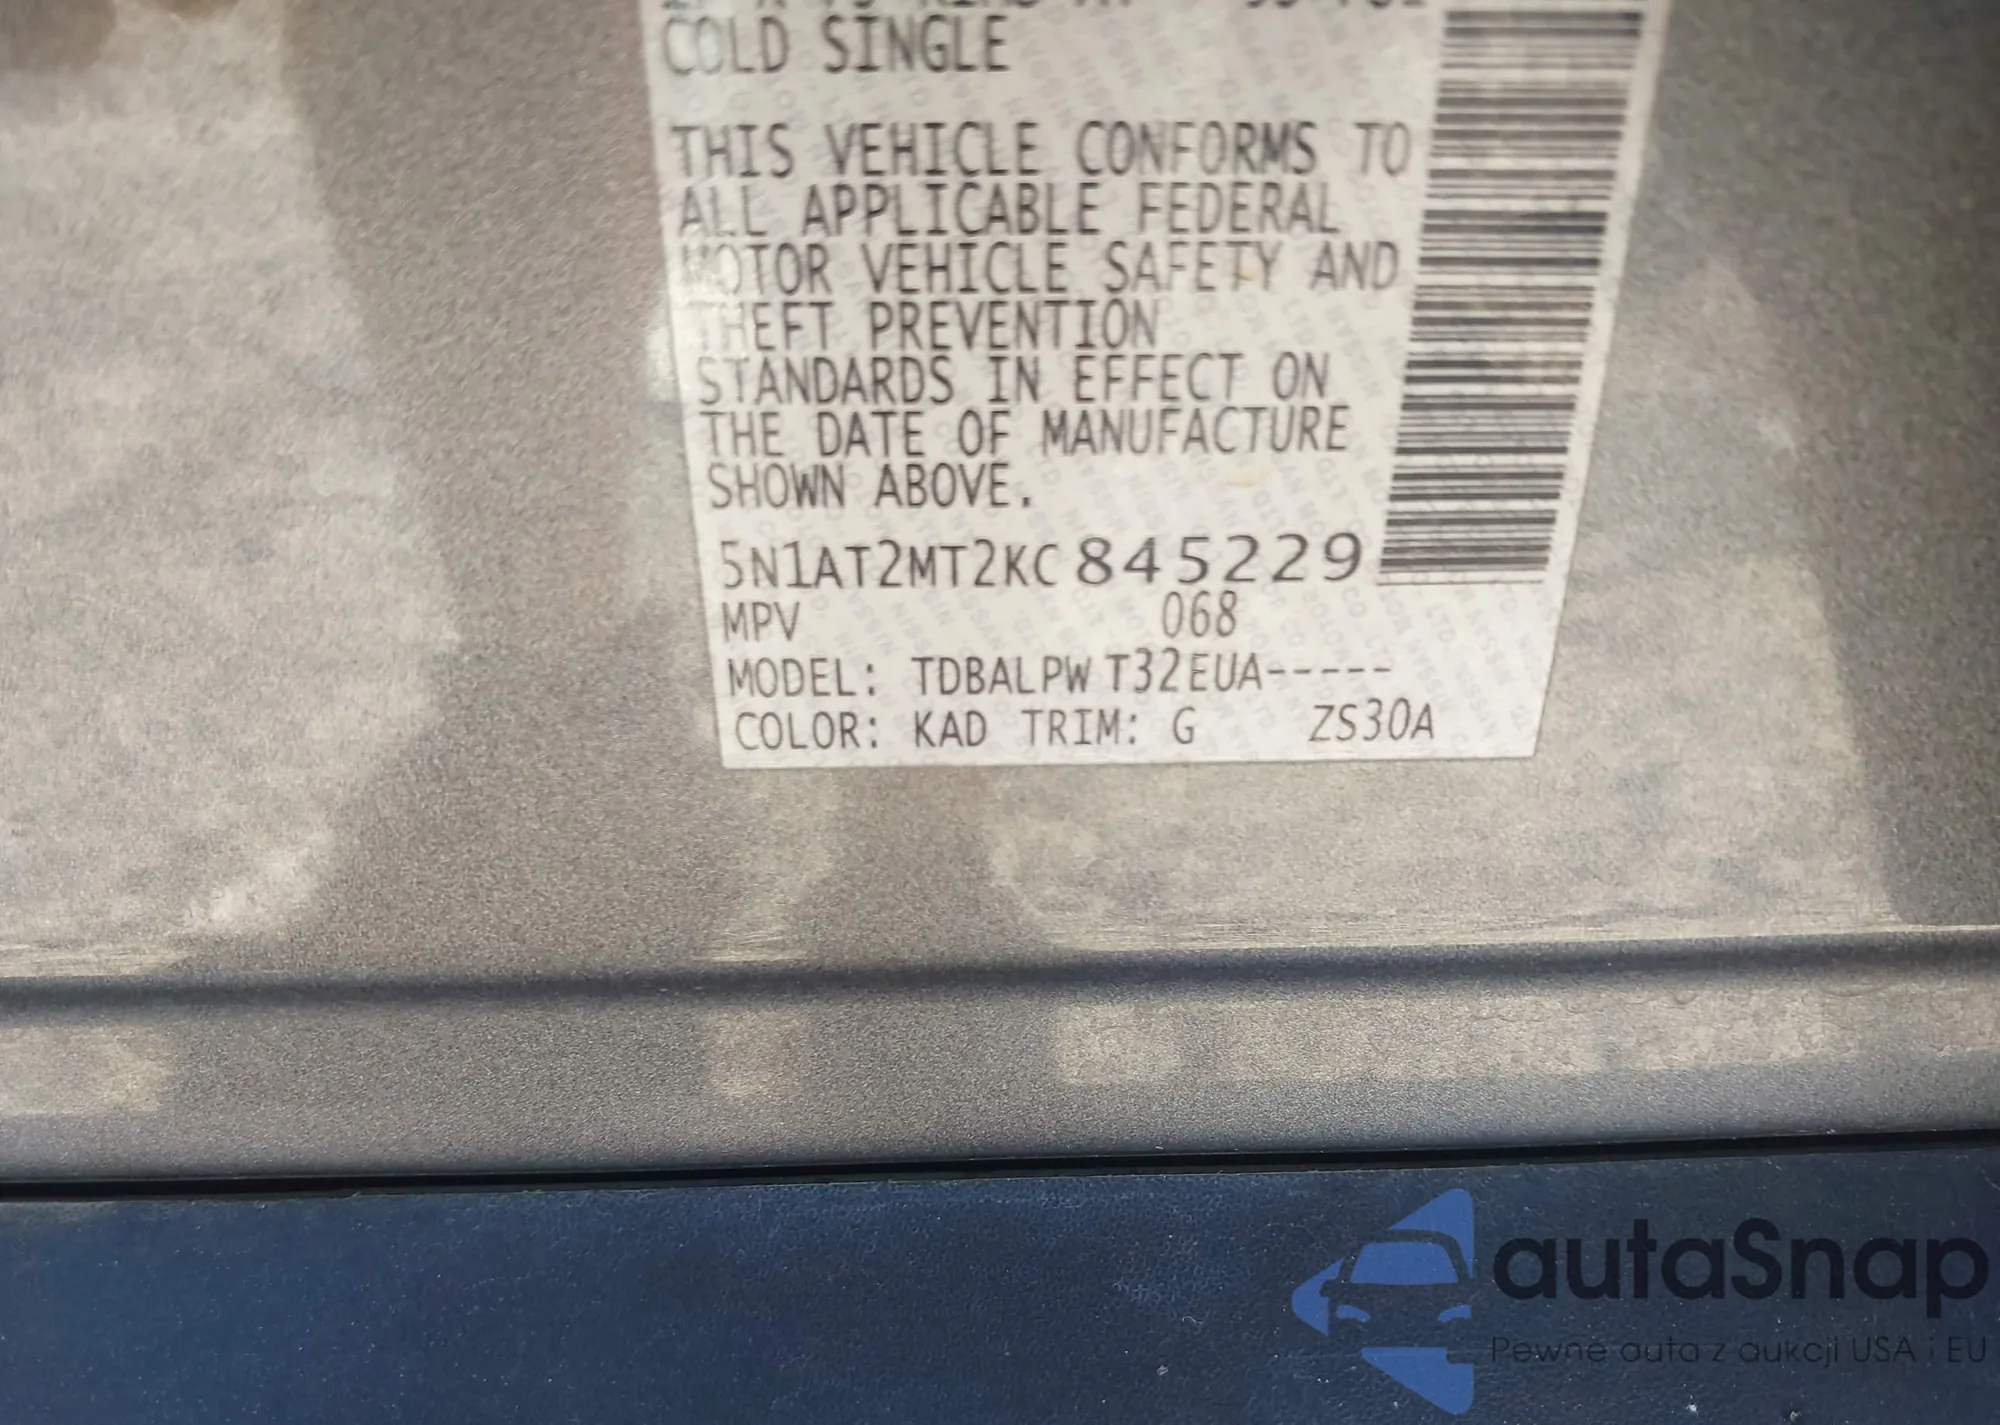 COLD SINGLE
THIS VEHICLE CONFORMS TO
ALL APPLICABLE FEDERAL
MOTOR VEHICLE SAFETY AND
THEFT PREVENTION
STANDARDS IN EFFECT ON
THE DATE OF MANUFACTURE
SHOWN ABOVE.
5N1AT2MT2KC845229
MPV 068
MODEL: TDBALPW T32EUA-----
COLOR: KAD TRIM: G ZS30A
autaSnap
Pewne auta z aukcji USA i EU